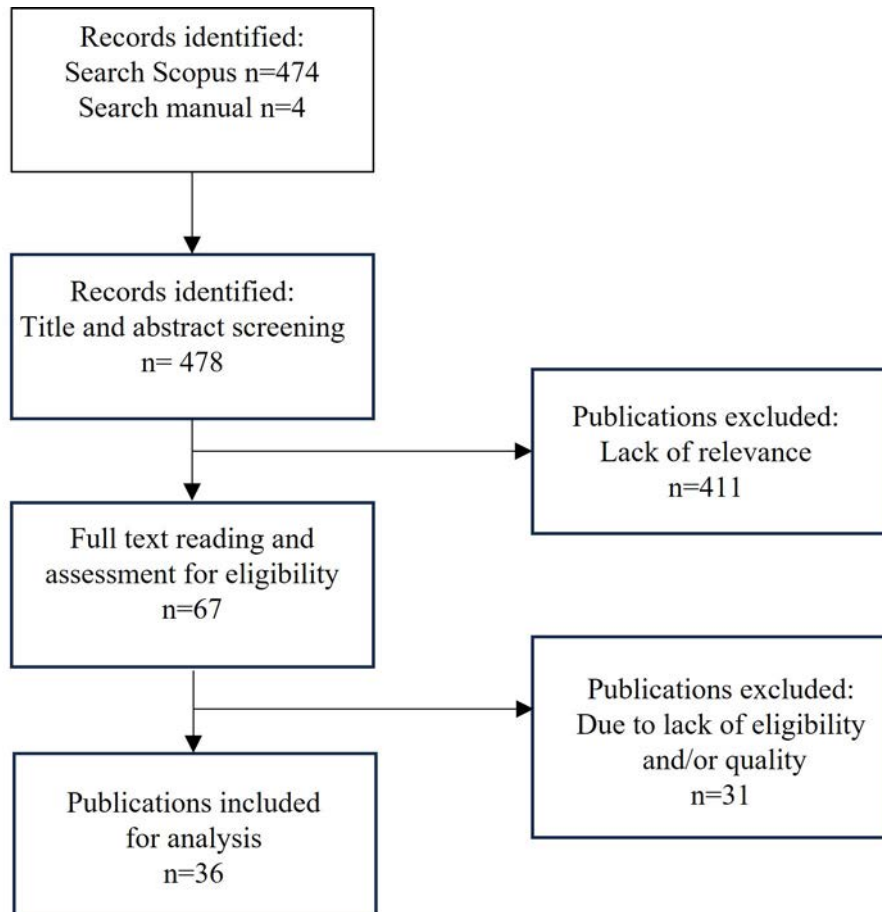 Records identified:
Search Scopus n=474
Search manual n=4
Records identified:
Title and abstract screening
n= 478
Publications excluded:
Lack of relevance
n=411
Full text reading and
assessment for eligibility
n=67
Publications excluded:
Due to lack of eligibility
and/or quality
n=31
Publications included
for analysis
n=36